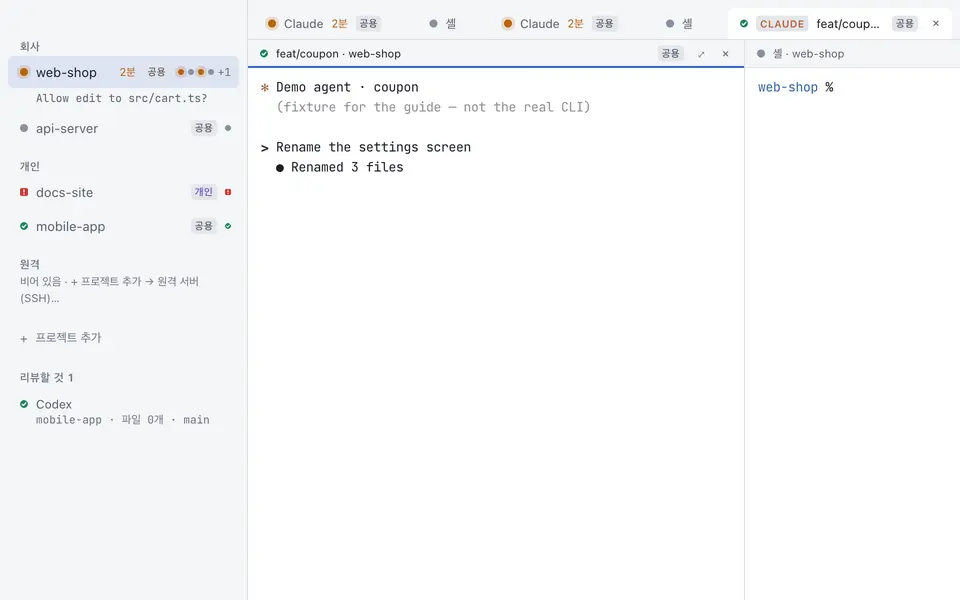 회사
web-shop 2분 공용 +1
Allow edit to src/cart.ts?
api-server 공용
개인
docs-site 개인
mobile-app 공용
원격
비어 있음 · + 프로젝트 추가 → 원격 서버
(SSH)…
+ 프로젝트 추가
리뷰할 것 1
Codex
mobile-app · 파일 0개 · main
Claude 2분 공용
셸
Claude 2분 공용
셸
CLAUDE feat/coup… 공용 ×
feat/coupon · web-shop 공용 ×
* Demo agent · coupon
(fixture for the guide — not the real CLI)
> Rename the settings screen
● Renamed 3 files
셸 · web-shop
web-shop %